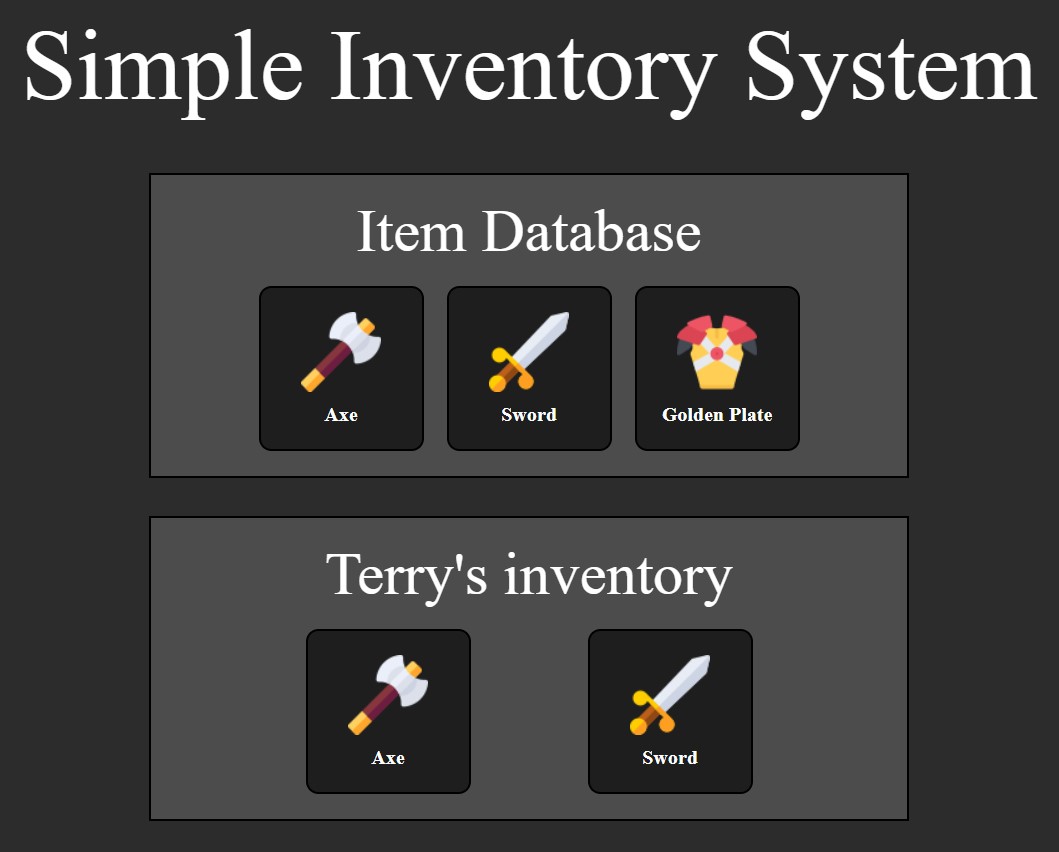 Simple Inventory System
Item Database
Axe
Sword
Golden Plate
Terry's inventory
Axe
Sword